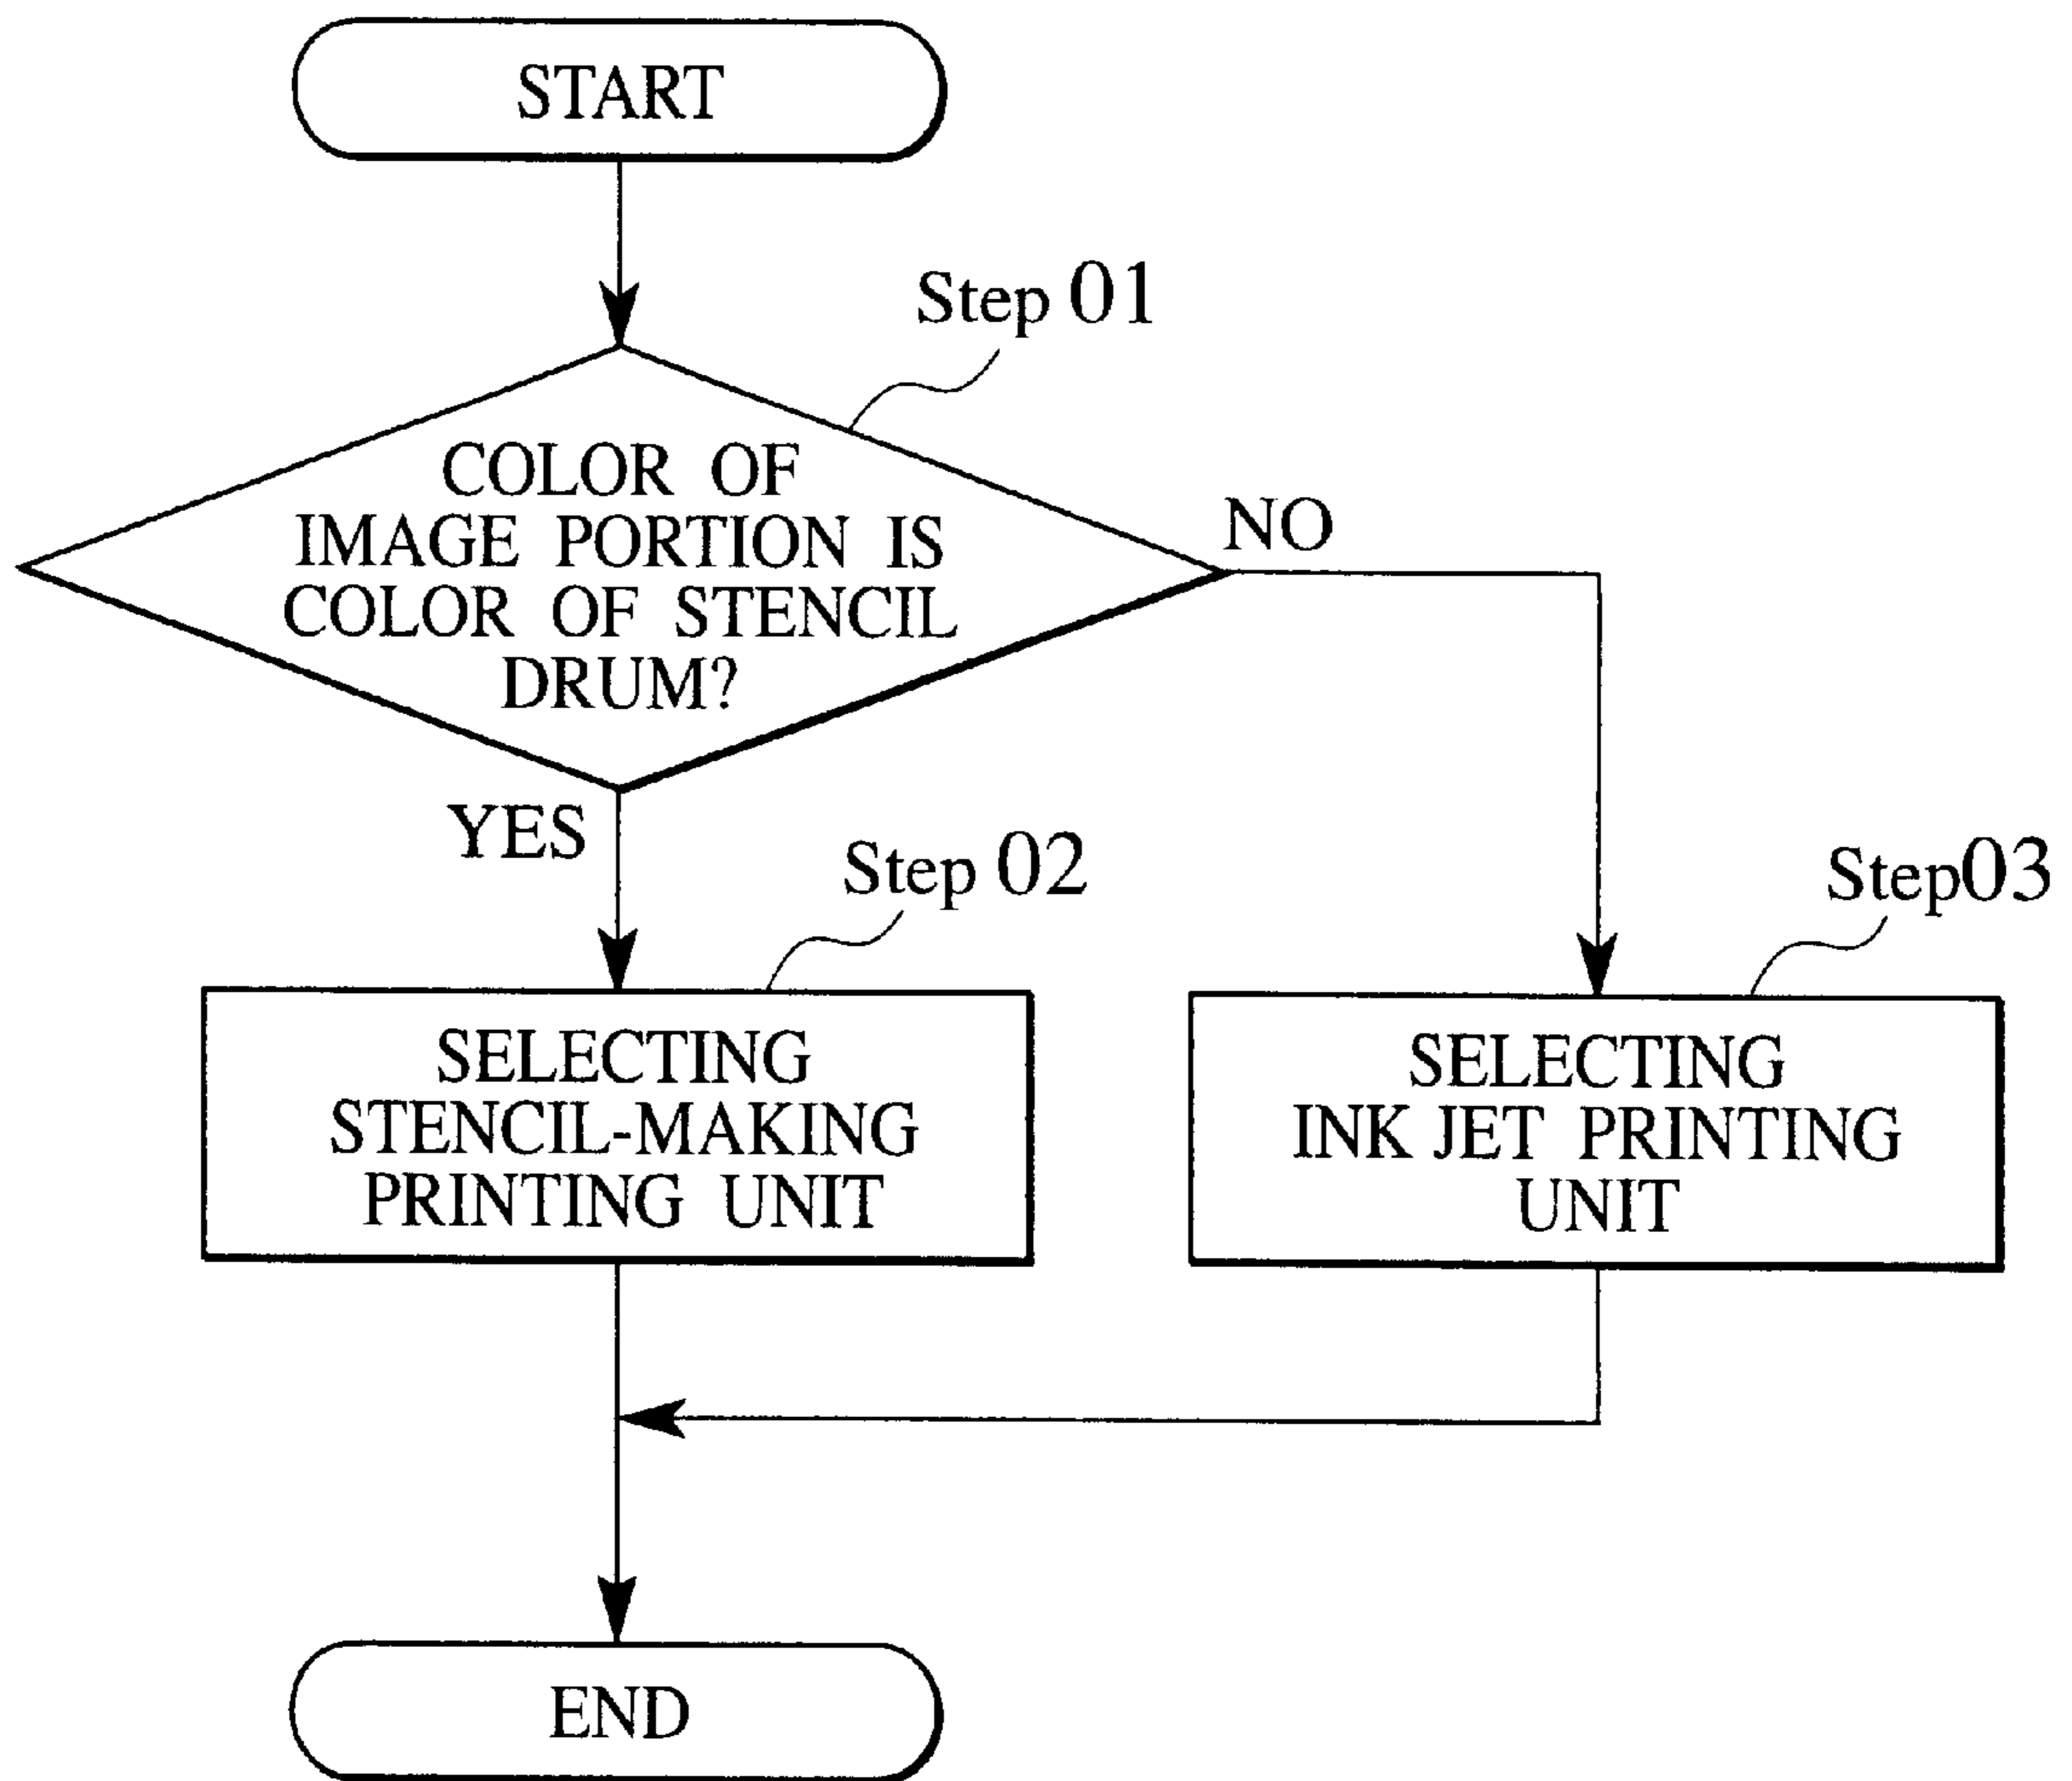 START
Step 01
COLOR OF
IMAGE PORTION IS
COLOR OF STENCIL
DRUM?
NO
YES
Step 02
Step03
SELECTING
STENCIL-MAKING
PRINTING UNIT
SELECTING
INK JET PRINTING
UNIT
END